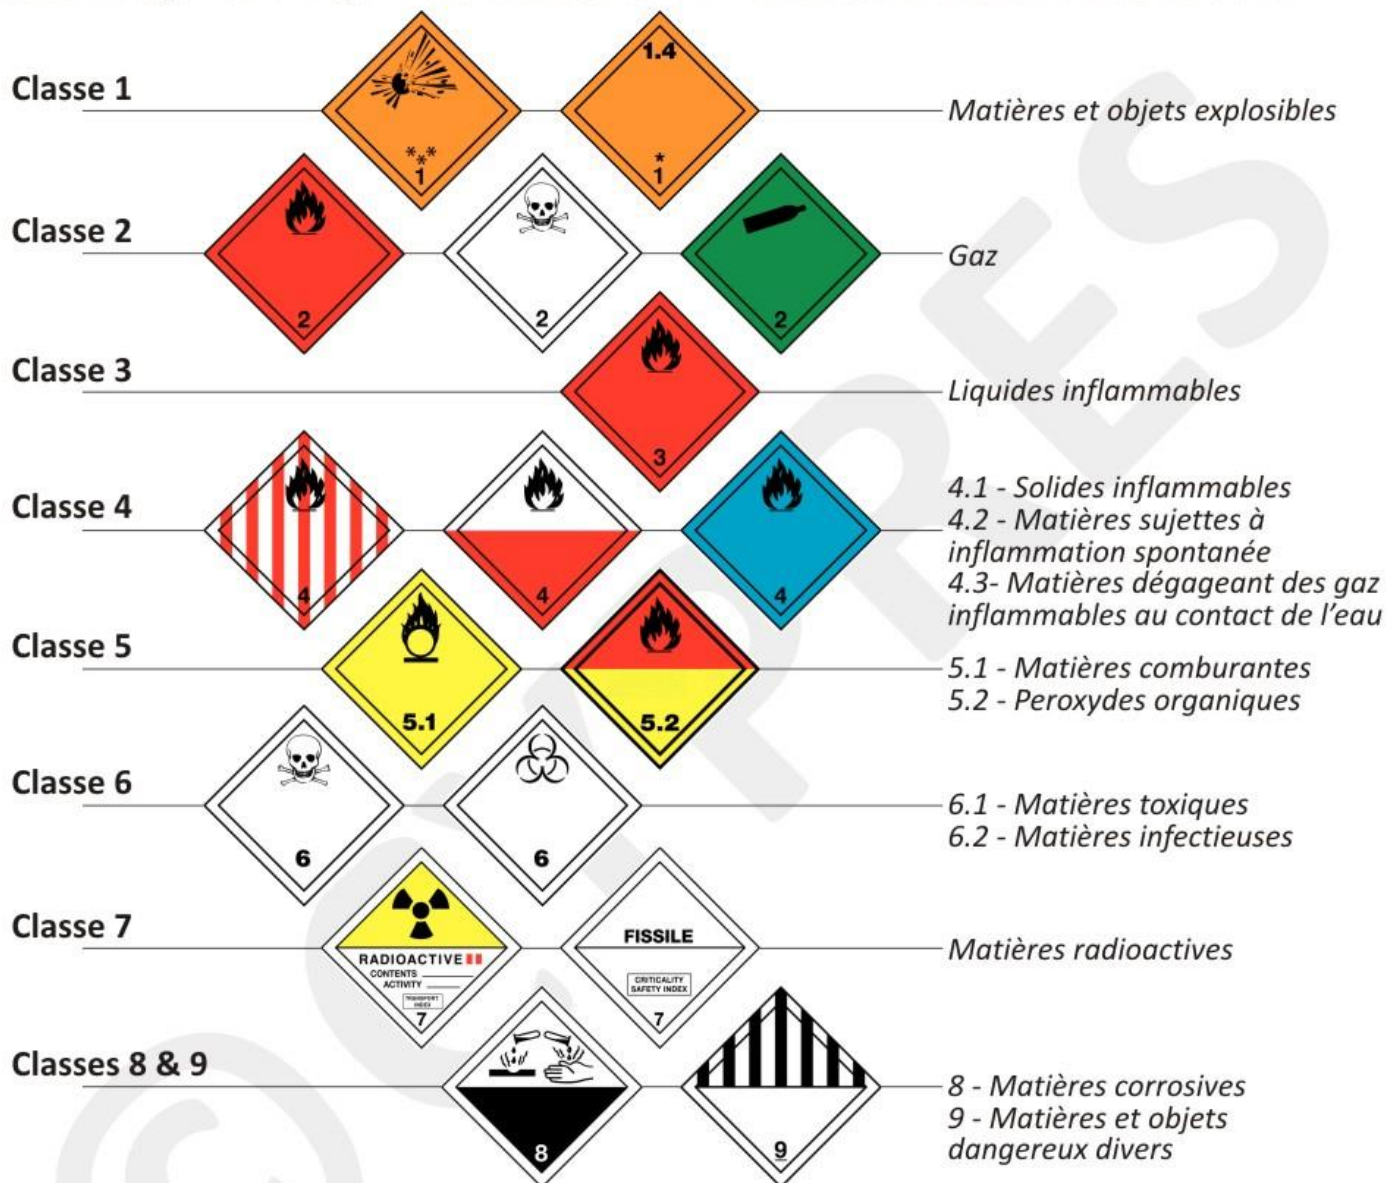 Classe 1
1.4
***
1
*
1
Matières et objets explosibles
Classe 2
2
2
2
Gaz
Classe 3
3
Liquides inflammables
Classe 4
4
4
4
4.1 - Solides inflammables
4.2 - Matières sujettes à
inflammation spontanée
4.3- Matières dégageant des gaz
inflammables au contact de l’eau
Classe 5
5.1
5.2
5.1 - Matières comburantes
5.2 - Peroxydes organiques
Classe 6
6
6
6.1 - Matières toxiques
6.2 - Matières infectieuses
Classe 7
RADIOACTIVE II
CONTENTS
ACTIVITY
TRANSPORT
INDEX
7
FISSILE
CRITICALITY
SAFETY INDEX
7
Matières radioactives
Classes 8 & 9
8
9
8 - Matières corrosives
9 - Matières et objets
dangereux divers
©CYPRES